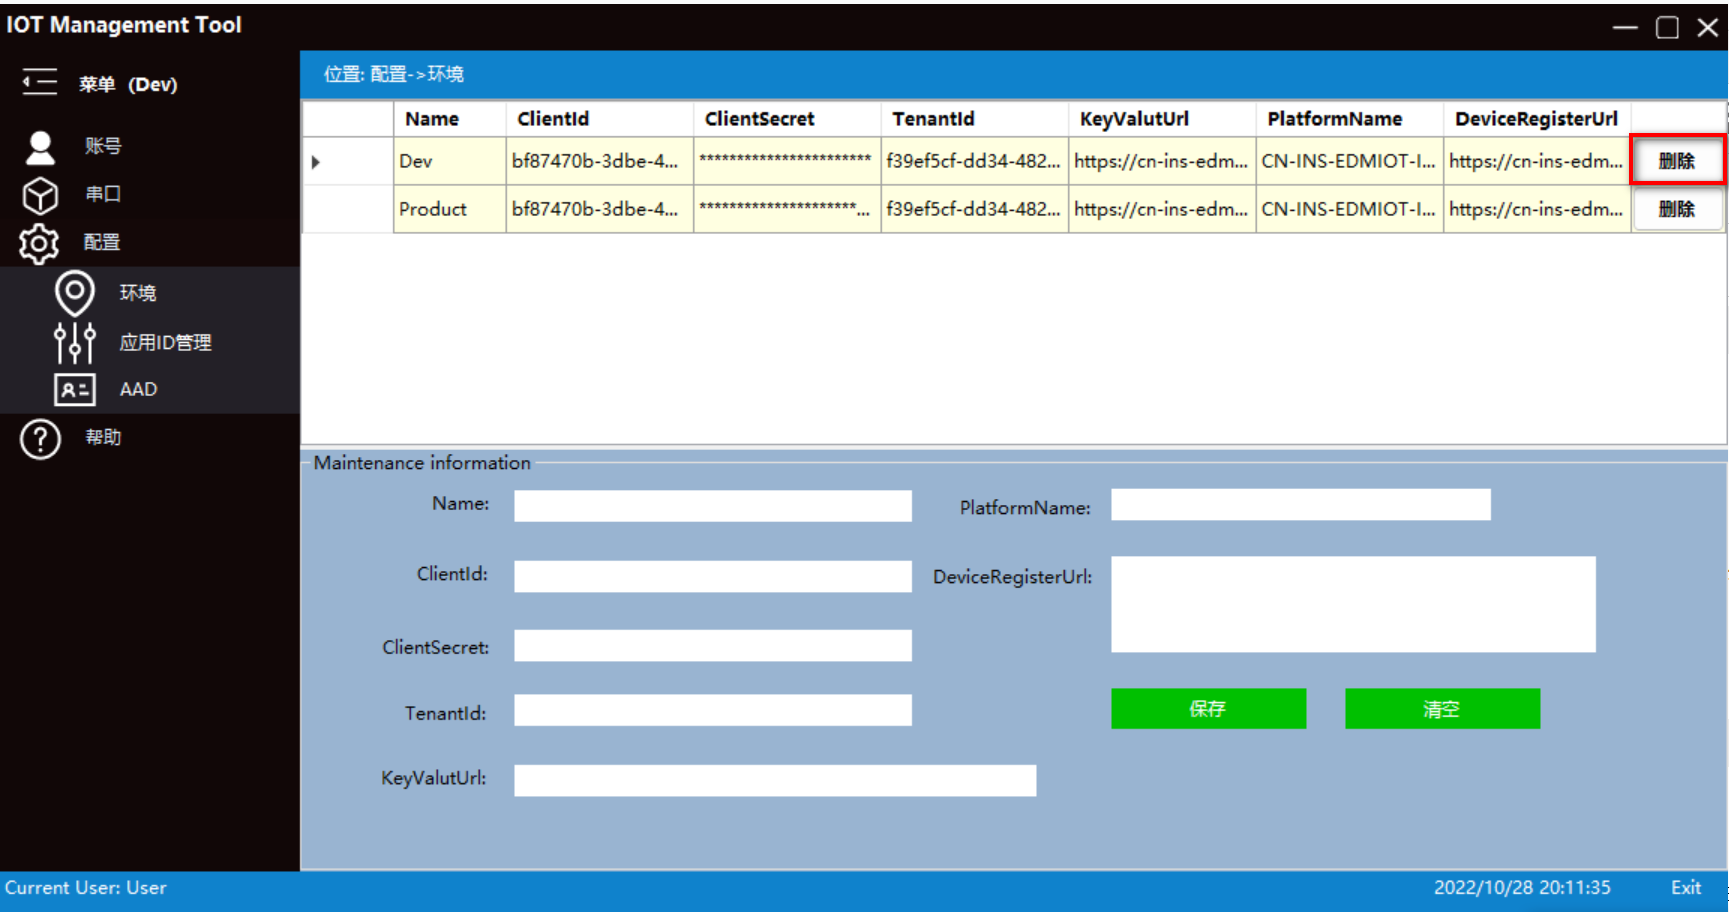 IOT Management Tool
菜单 (Dev)
账号
串口
配置
环境
应用ID管理
AAD
帮助
位置: 配置->环境
Name ClientId ClientSecret TenantId KeyValutUrl PlatformName DeviceRegisterUrl
Dev bf87470b-3dbe-4... *********************** f39ef5cf-dd34-482... https://cn-ins-edm... CN-INS-EDMIOT-I... https://cn-ins-edm... 删除
Product bf87470b-3dbe-4... *********************... f39ef5cf-dd34-482... https://cn-ins-edm... CN-INS-EDMIOT-I... https://cn-ins-edm... 删除
Maintenance information
Name:
ClientId:
ClientSecret:
TenantId:
KeyValutUrl:
PlatformName:
DeviceRegisterUrl:
保存 清空
Current User: User 2022/10/28 20:11:35 Exit